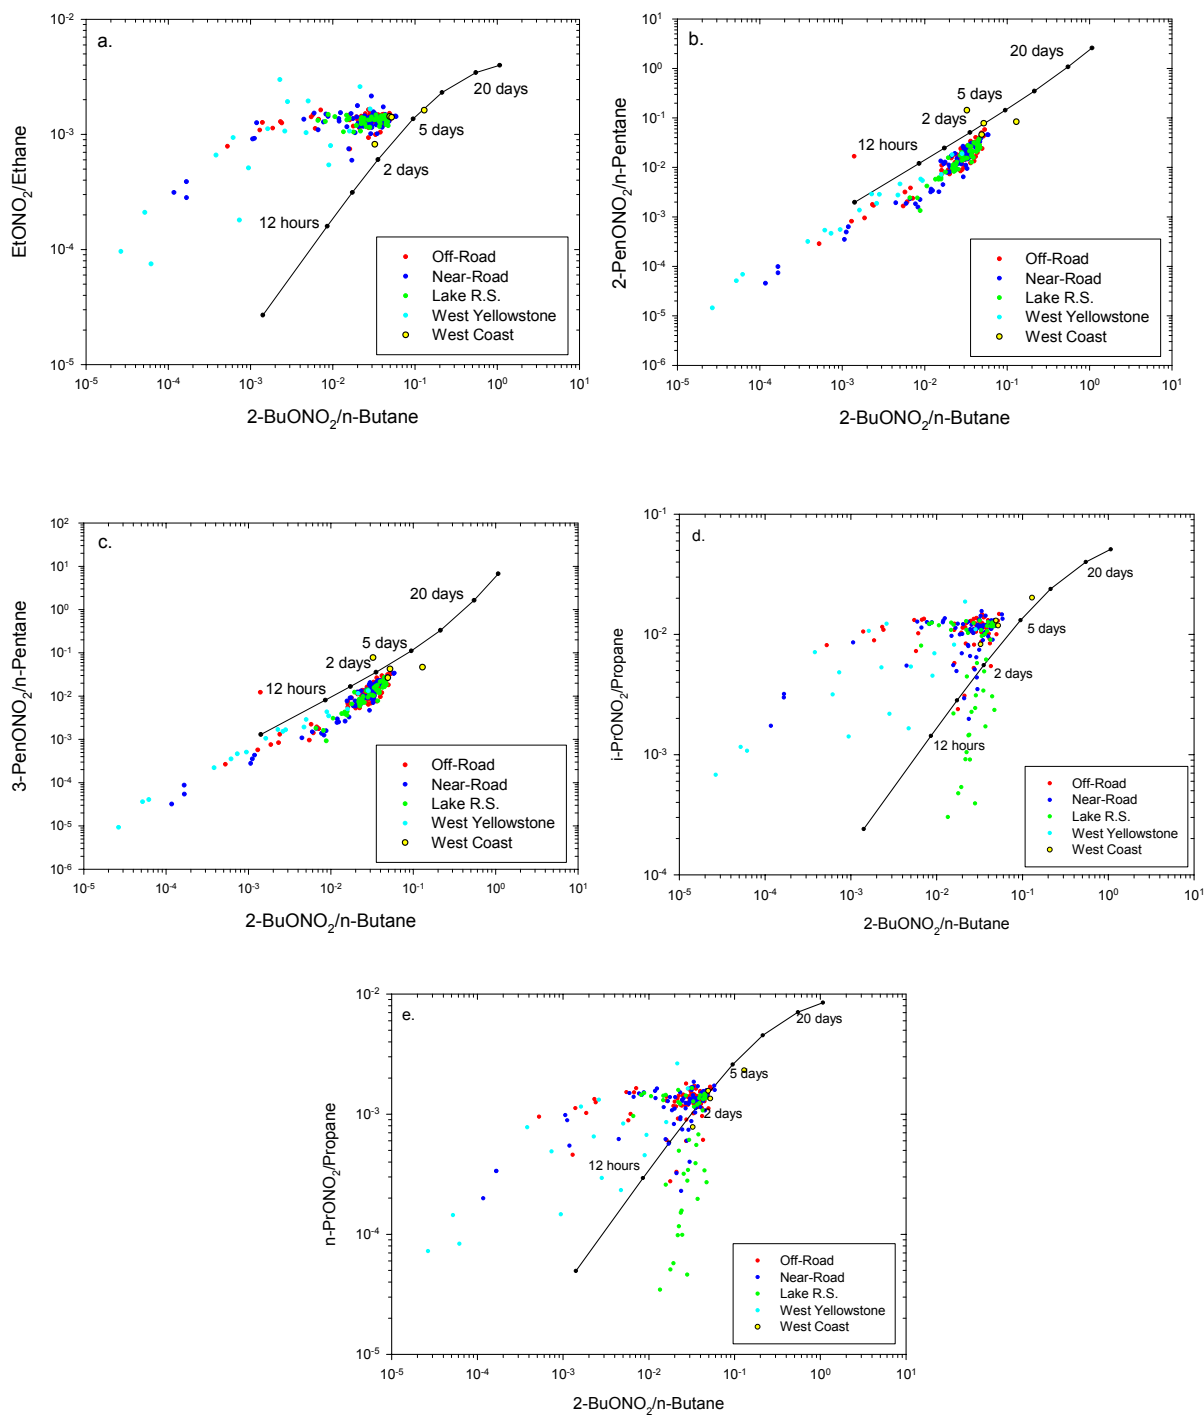 a.
EtONO2/Ethane
10-2
10-3
10-4
10-5
20 days
5 days
2 days
12 hours
Off-Road
Near-Road
Lake R.S.
West Yellowstone
West Coast
10-5 10-4 10-3 10-2 10-1 100 101
2-BuONO2/n-Butane
b.
2-PenONO2/n-Pentane
101
100
10-1
10-2
10-3
10-4
10-5
10-6
20 days
5 days
2 days
12 hours
Off-Road
Near-Road
Lake R.S.
West Yellowstone
West Coast
10-5 10-4 10-3 10-2 10-1 100 101
2-BuONO2/n-Butane
c.
3-PenONO2/n-Pentane
102
101
100
10-1
10-2
10-3
10-4
10-5
10-6
20 days
5 days
2 days
12 hours
Off-Road
Near-Road
Lake R.S.
West Yellowstone
West Coast
10-5 10-4 10-3 10-2 10-1 100 101
2-BuONO2/n-Butane
d.
i-PrONO2/Propane
10-1
10-2
10-3
10-4
20 days
5 days
2 days
12 hours
Off-Road
Near-Road
Lake R.S.
West Yellowstone
West Coast
10-5 10-4 10-3 10-2 10-1 100 101
2-BuONO2/n-Butane
e.
n-PrONO2/Propane
10-2
10-3
10-4
10-5
20 days
5 days
2 days
12 hours
Off-Road
Near-Road
Lake R.S.
West Yellowstone
West Coast
10-5 10-4 10-3 10-2 10-1 100 101
2-BuONO2/n-Butane